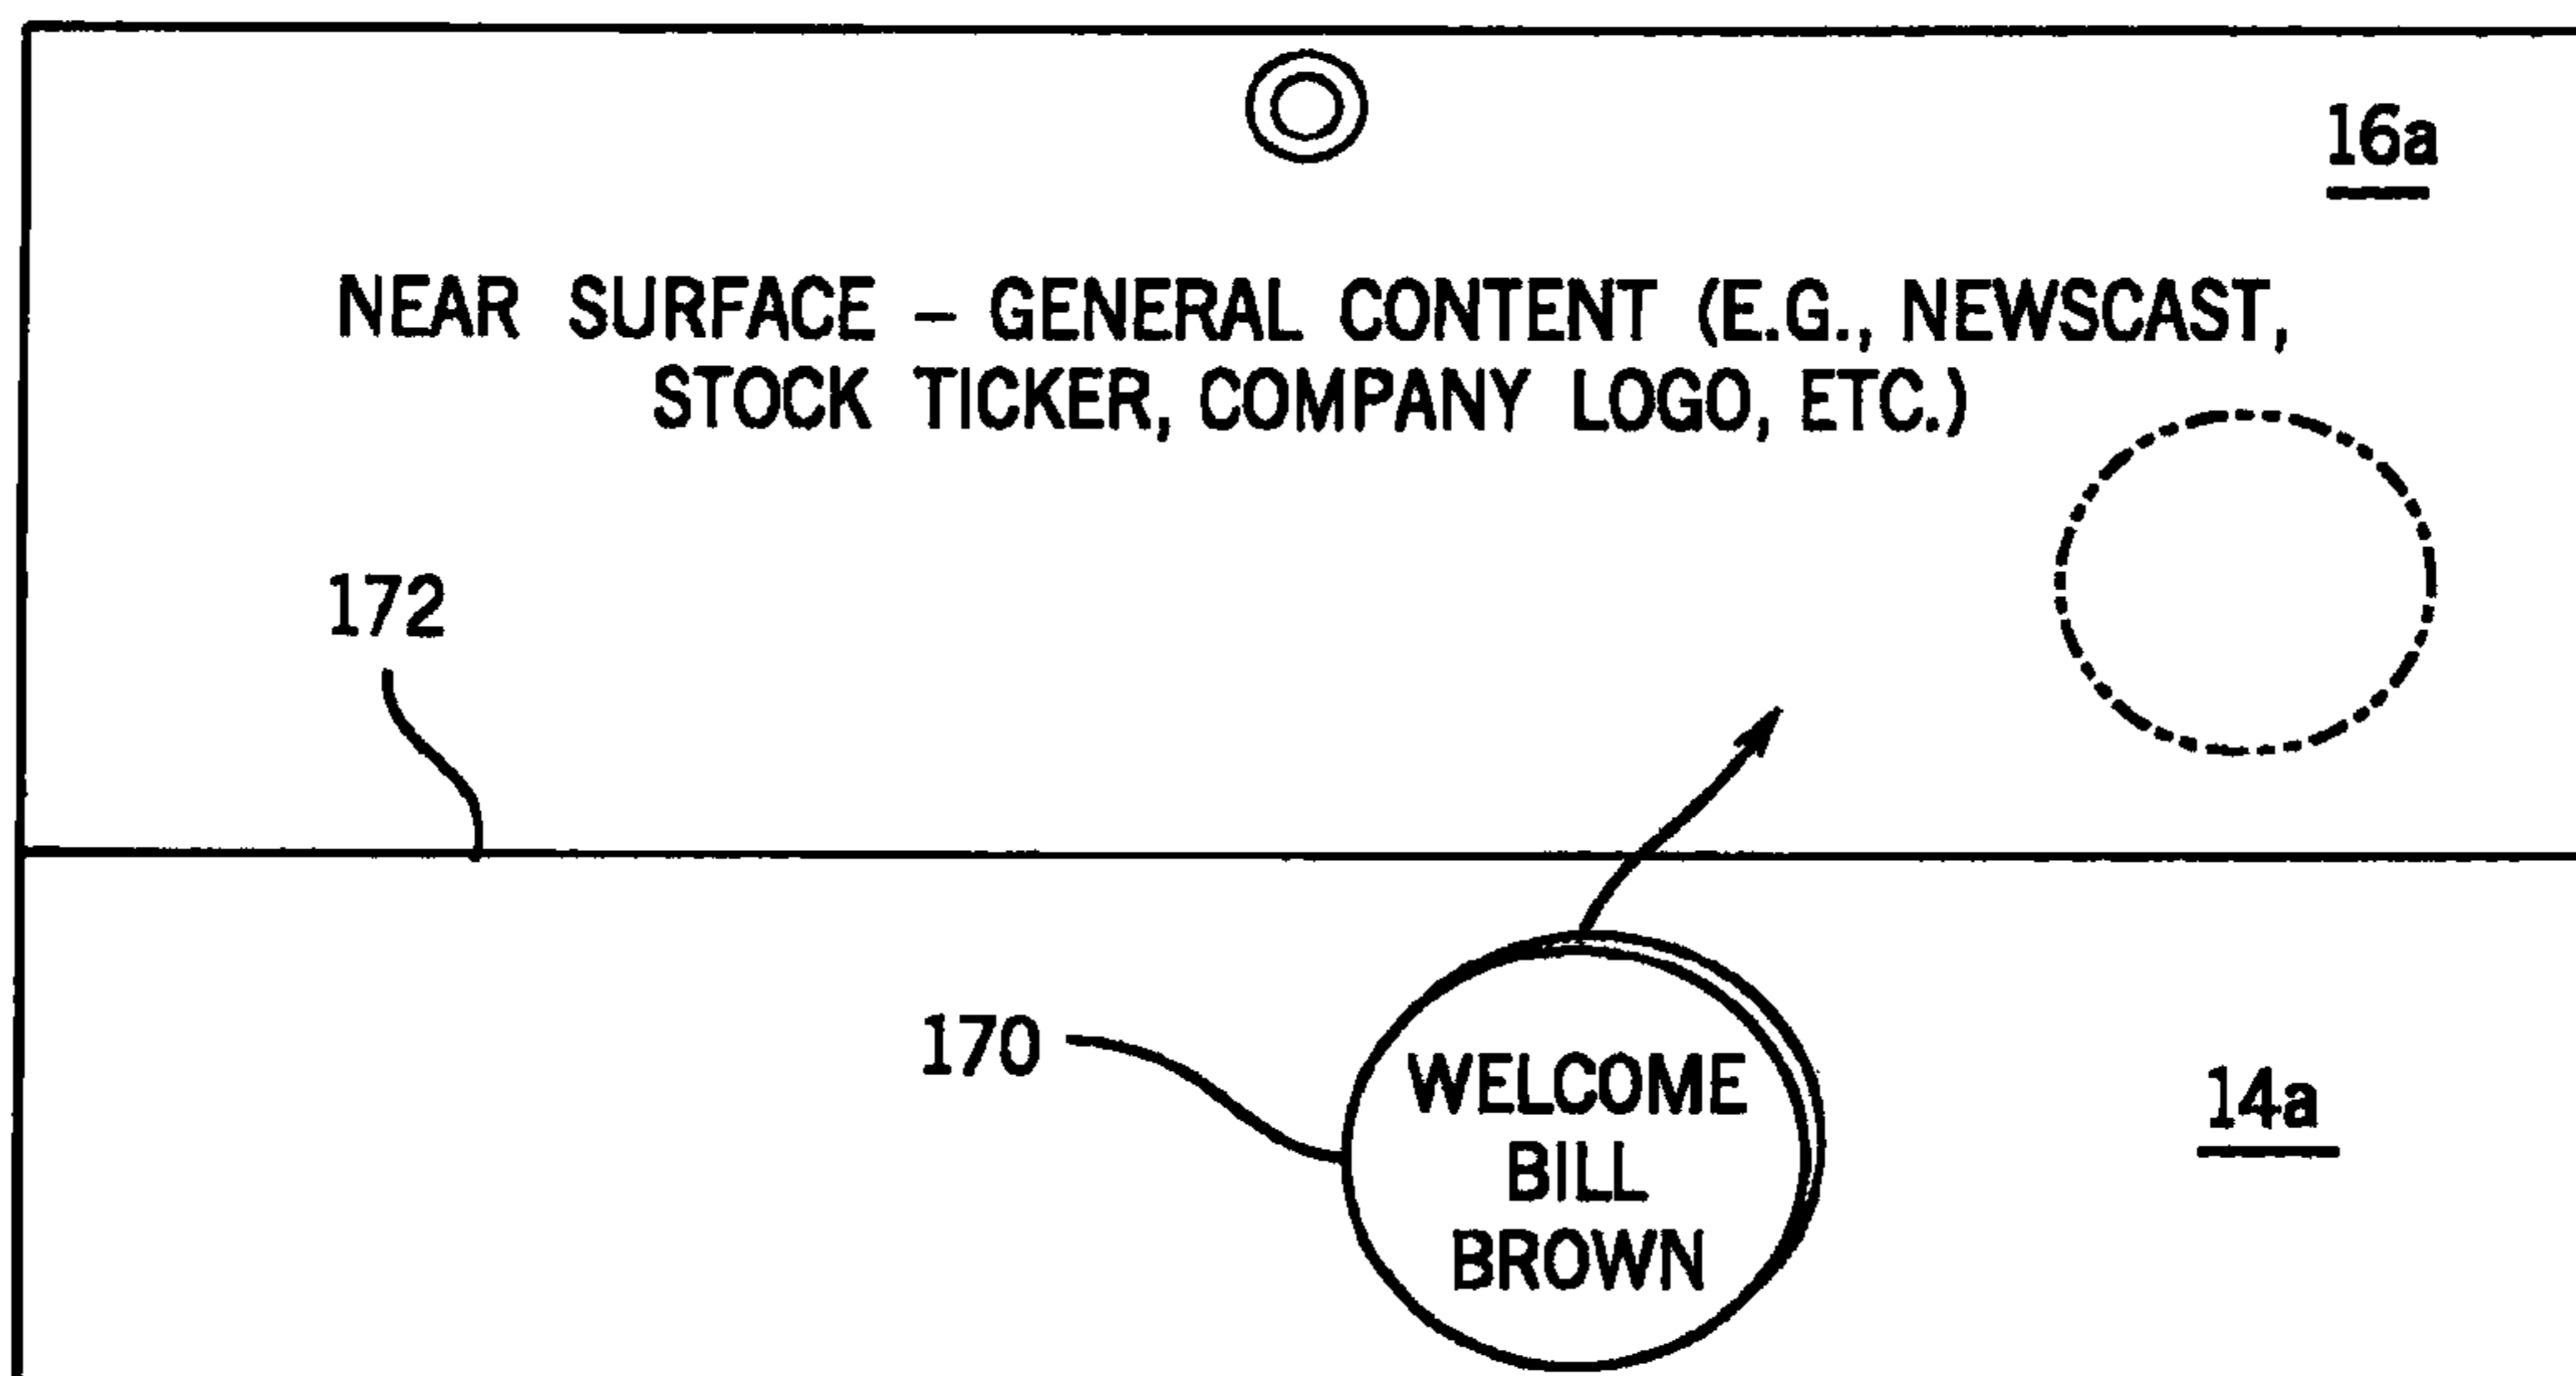 16a
NEAR SURFACE – GENERAL CONTENT (E.G., NEWSCAST,
STOCK TICKER, COMPANY LOGO, ETC.)
172
170
WELCOME
BILL
BROWN
14a